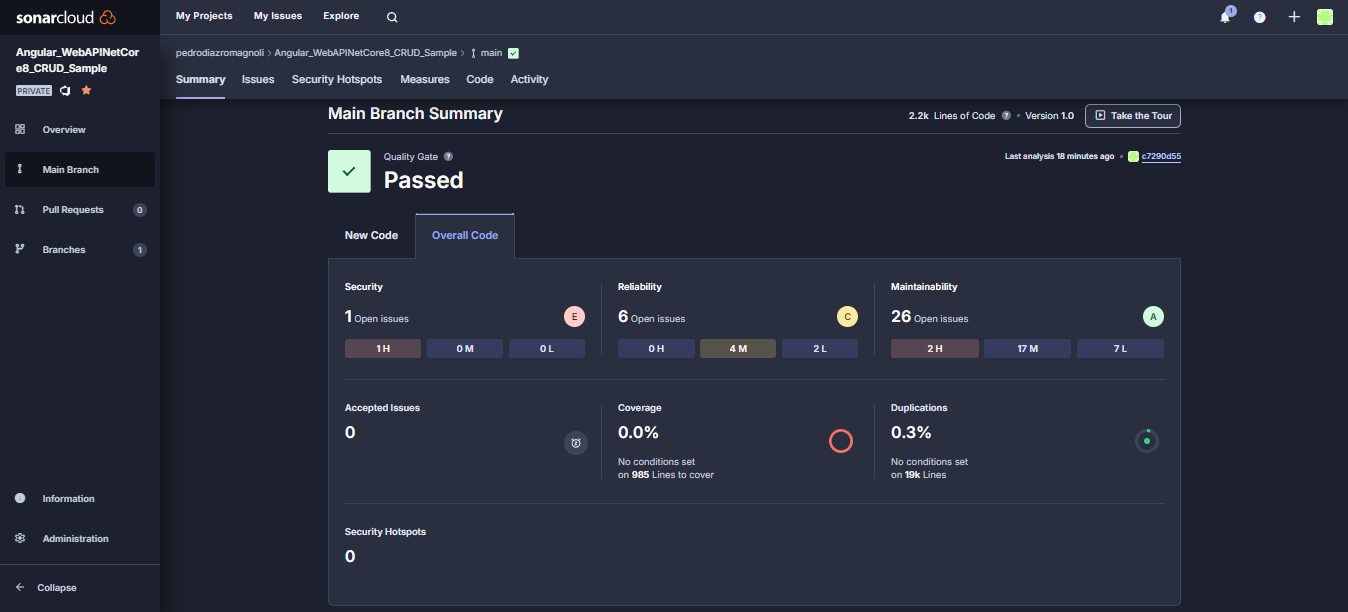 sonarcloud
My Projects My Issues Explore
1
Angular_WebAPINetCor
e8_CRUD_Sample
PRIVATE
pedrodiazromagnoli > Angular_WebAPINetCore8_CRUD_Sample > main
Summary Issues Security Hotspots Measures Code Activity
Overview
Main Branch
Pull Requests 0
Branches 1
Information
Administration
Collapse
Main Branch Summary
2.2k Lines of Code ? • Version 1.0 Take the Tour
Quality Gate ?
Passed
Last analysis 18 minutes ago • c7290d55
New Code Overall Code
Security
1 Open issues E
1 H 0 M 0 L
Reliability
6 Open issues C
0 H 4 M 2 L
Maintainability
26 Open issues A
2 H 17 M 7 L
Accepted Issues
0
Coverage
0.0%
No conditions set
on 985 Lines to cover
Duplications
0.3%
No conditions set
on 19k Lines
Security Hotspots
0